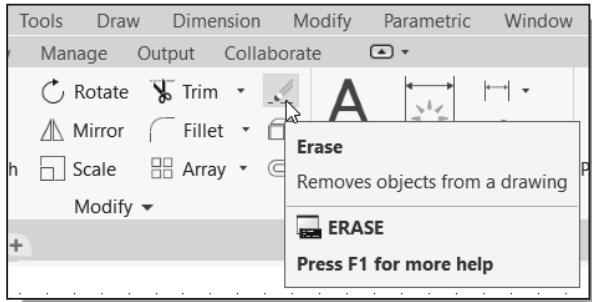 Tools Draw Dimension Modify Parametric Window
Manage Output Collaborate
Rotate Trim
Mirror Fillet
h Scale Array
Modify
A
Erase
Removes objects from a drawing
ERASE
Press F1 for more help
P